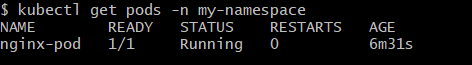 $ kubectl get pods -n my-namespace
NAME READY STATUS RESTARTS AGE
nginx-pod 1/1 Running 0 6m31s